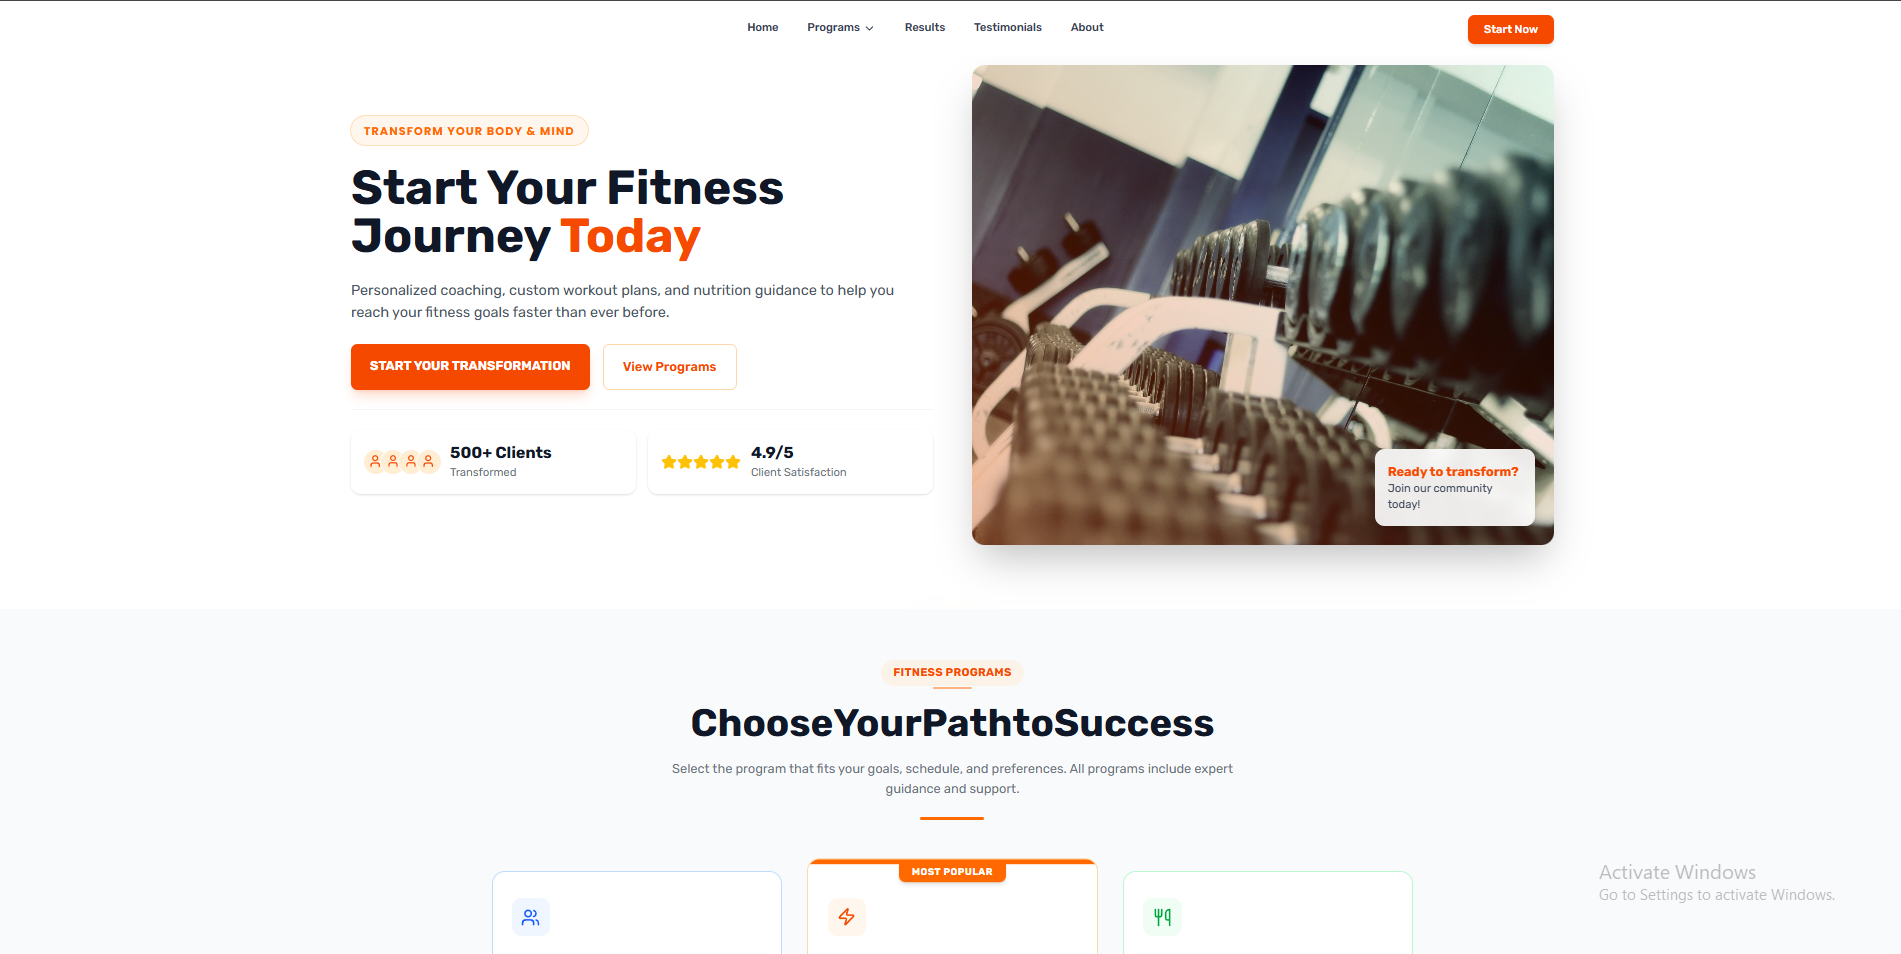 Home Programs Results Testimonials About Start Now
TRANSFORM YOUR BODY & MIND
Start Your Fitness
Journey Today
Personalized coaching, custom workout plans, and nutrition guidance to help you
reach your fitness goals faster than ever before.
START YOUR TRANSFORMATION View Programs
500+ Clients
Transformed
4.9/5
Client Satisfaction
Ready to transform?
Join our community
today!
FITNESS PROGRAMS
ChooseYourPathtoSuccess
Select the program that fits your goals, schedule, and preferences. All programs include expert
guidance and support.
MOST POPULAR
Activate Windows
Go to Settings to activate Windows.